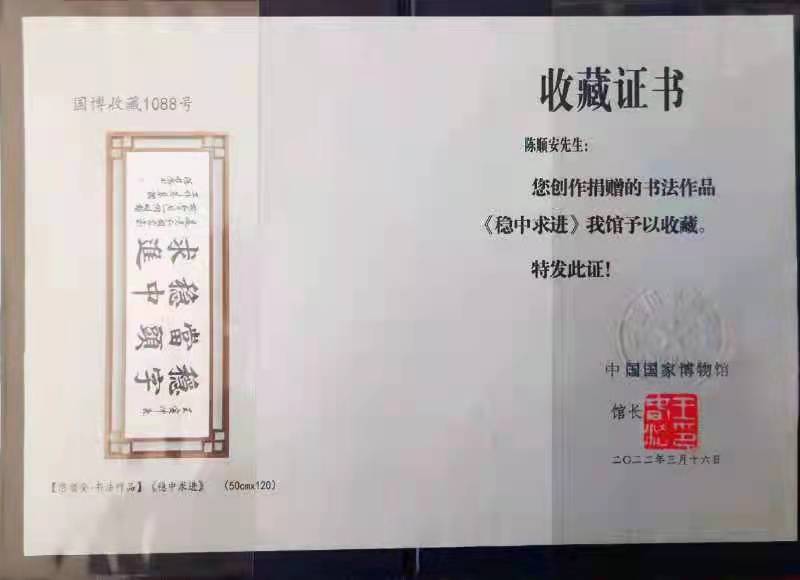 国博收藏1088号
稳字
當頭
稳中
求進
【陈顺安·书法作品】《稳中求进》 (50cmx120)
收藏证书
陈顺安先生：
您创作捐赠的书法作品
《稳中求进》我馆予以收藏。
特发此证！
中国国家博物馆
馆长
二〇二二年三月十六日